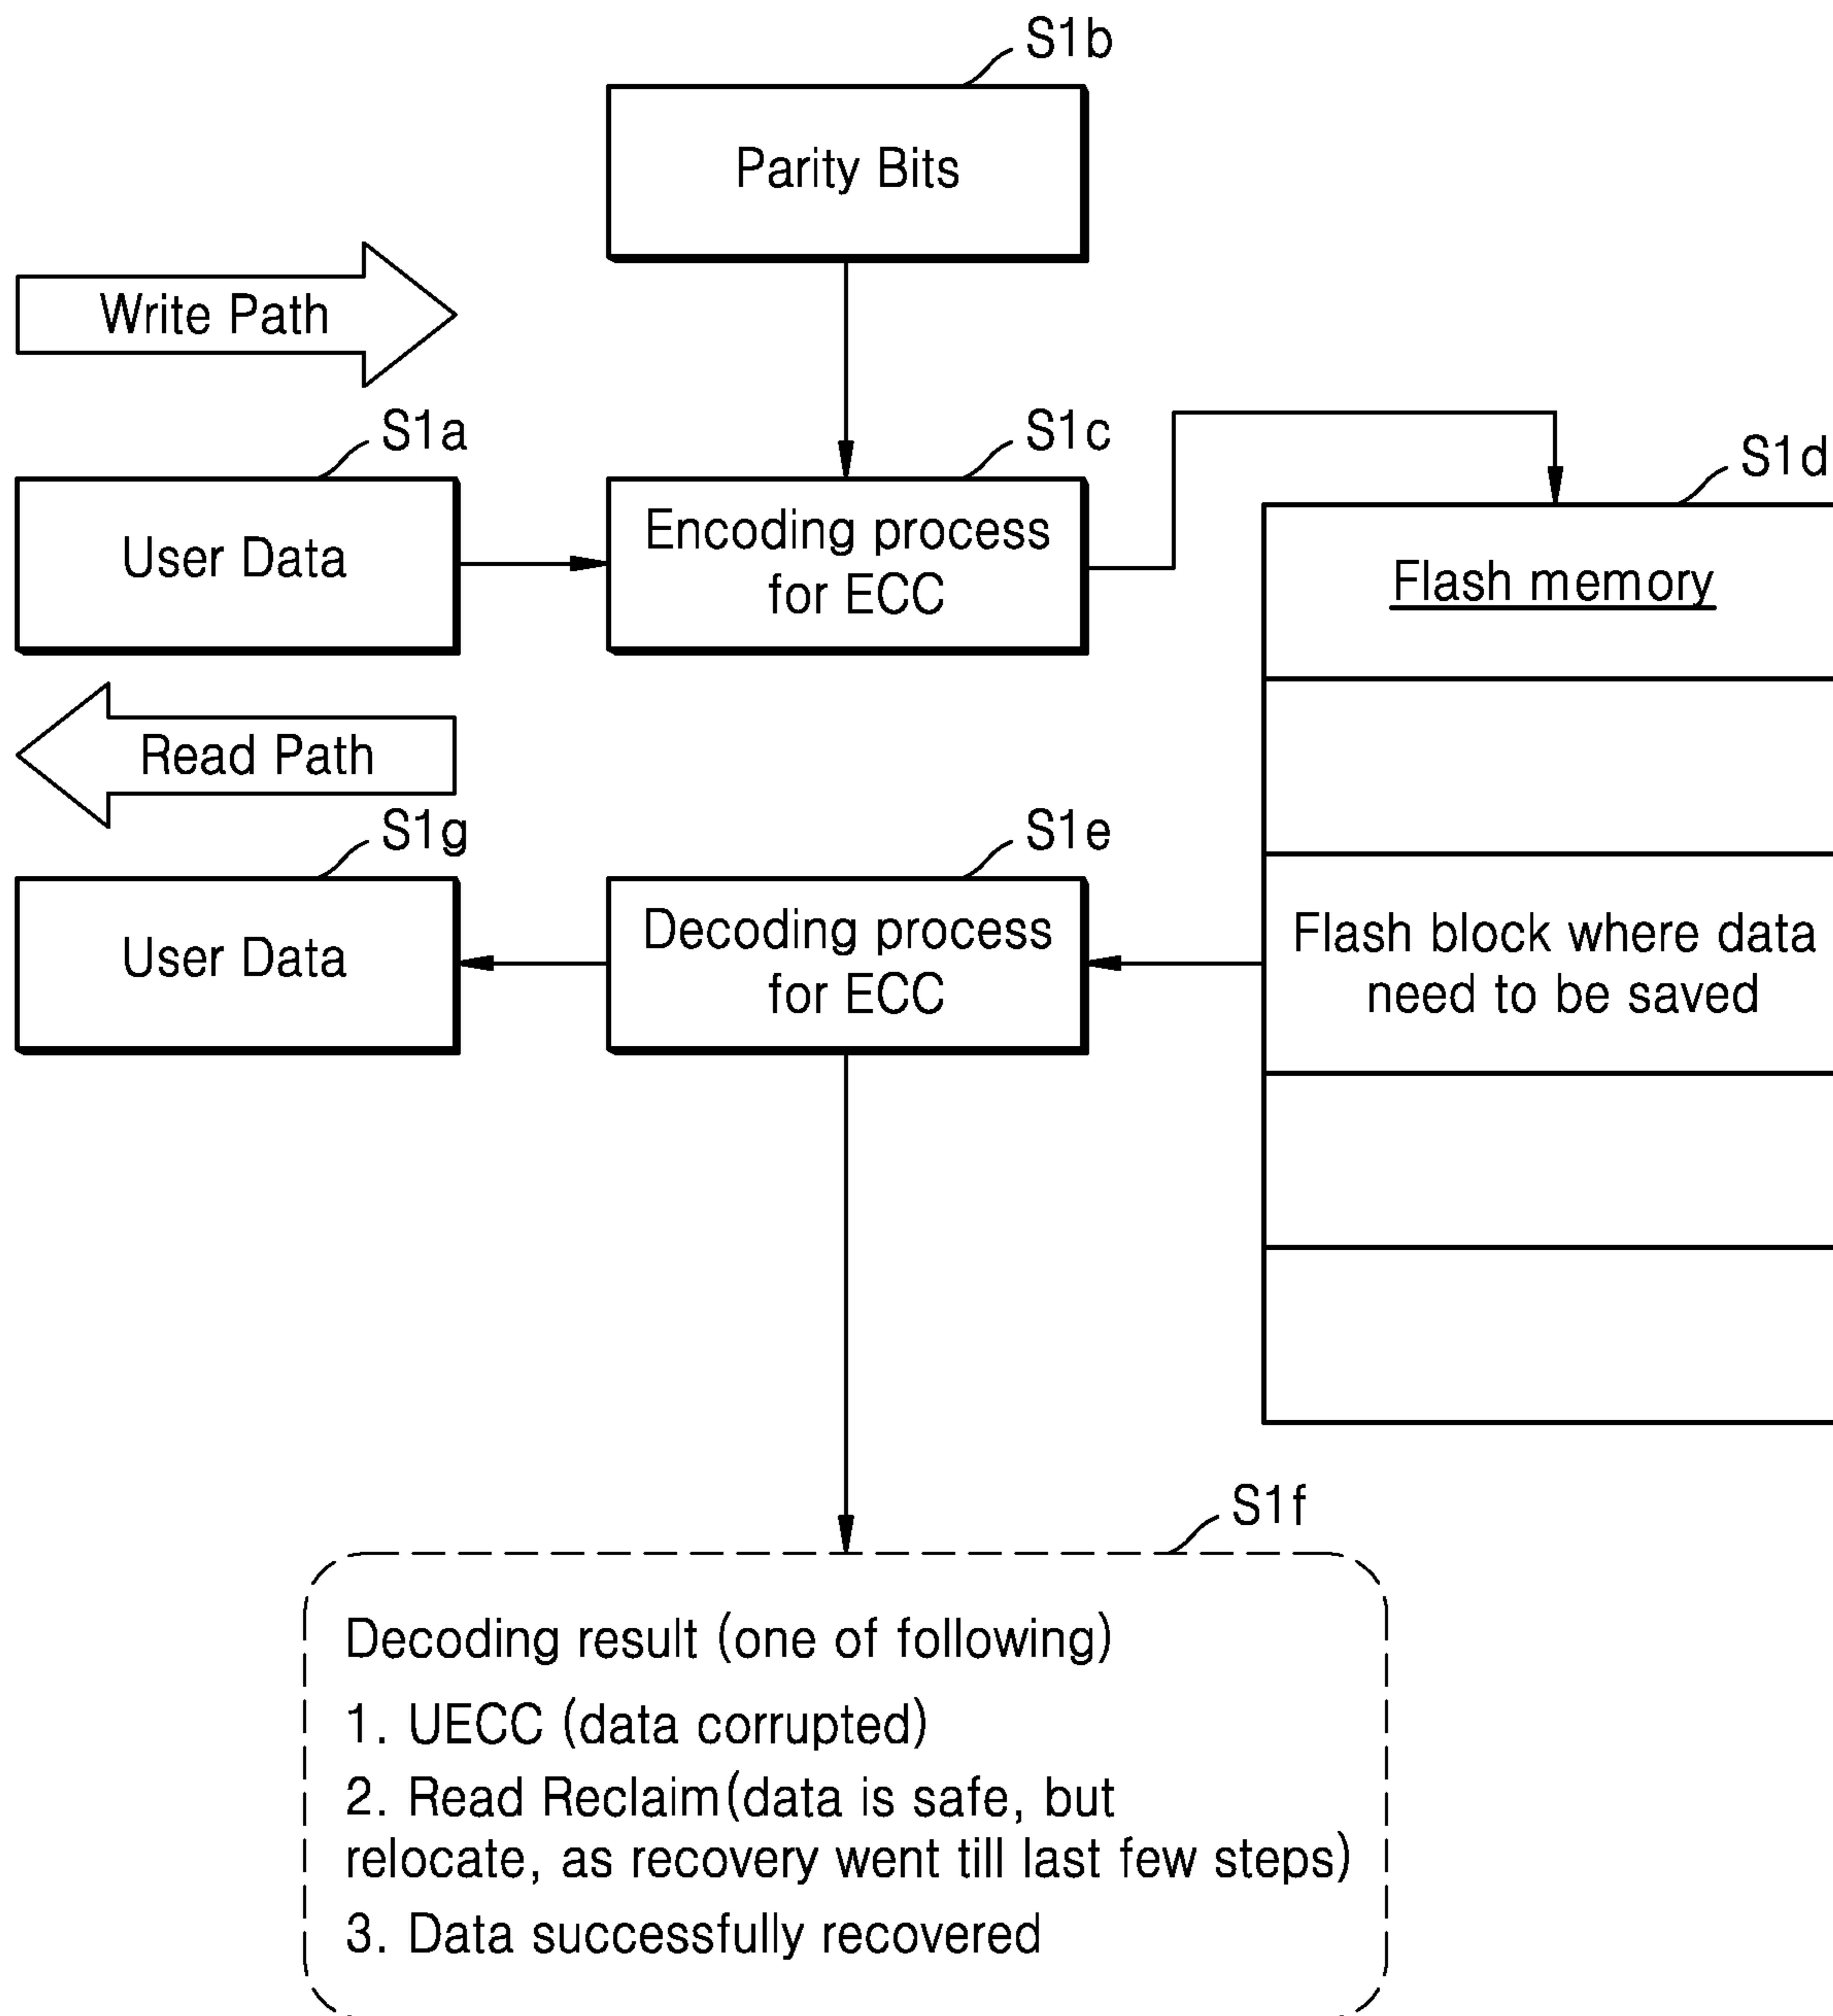 S1b
Parity Bits
Write Path
S1a
S1c
S1d
User Data
Encoding process
for ECC
Flash memory
Read Path
S1g
S1e
User Data
Decoding process
for ECC
Flash block where data
need to be saved
S1f
Decoding result (one of following)
1. UECC (data corrupted)
2. Read Reclaim(data is safe, but
relocate, as recovery went till last few steps)
3. Data successfully recovered